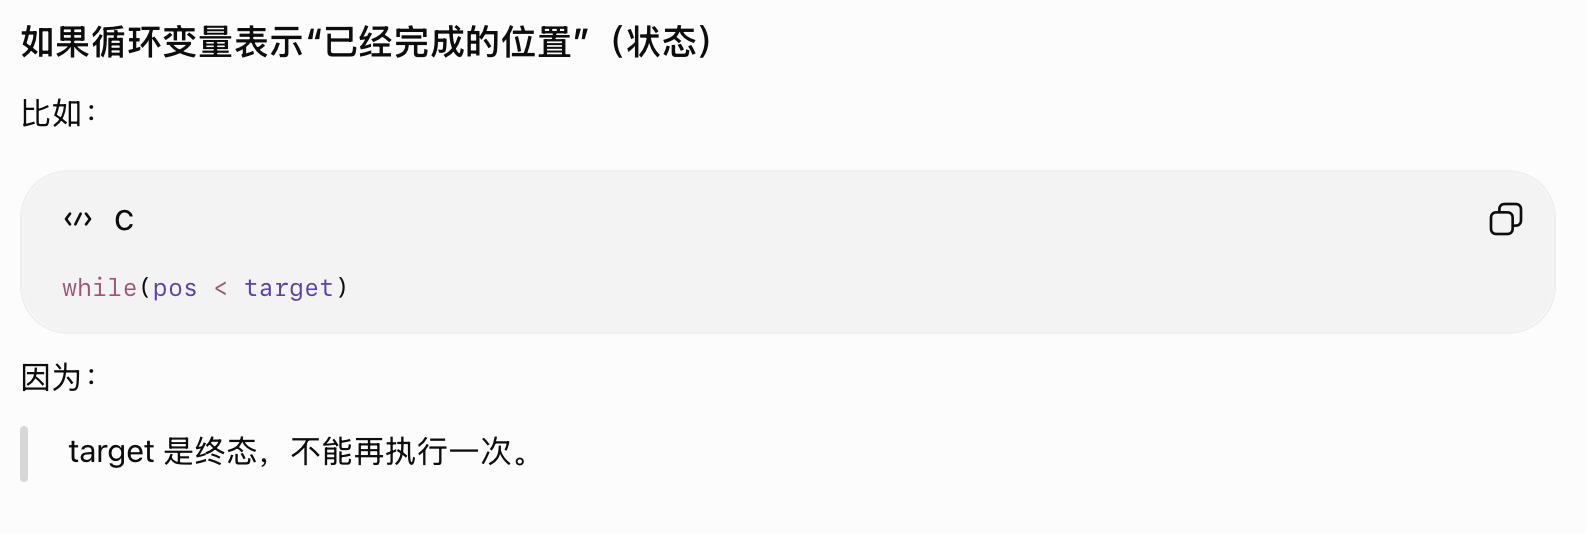 如果循环变量表示“已经完成的位置”（状态）
比如：
C
while(pos < target)
因为：
target 是终态，不能再执行一次。